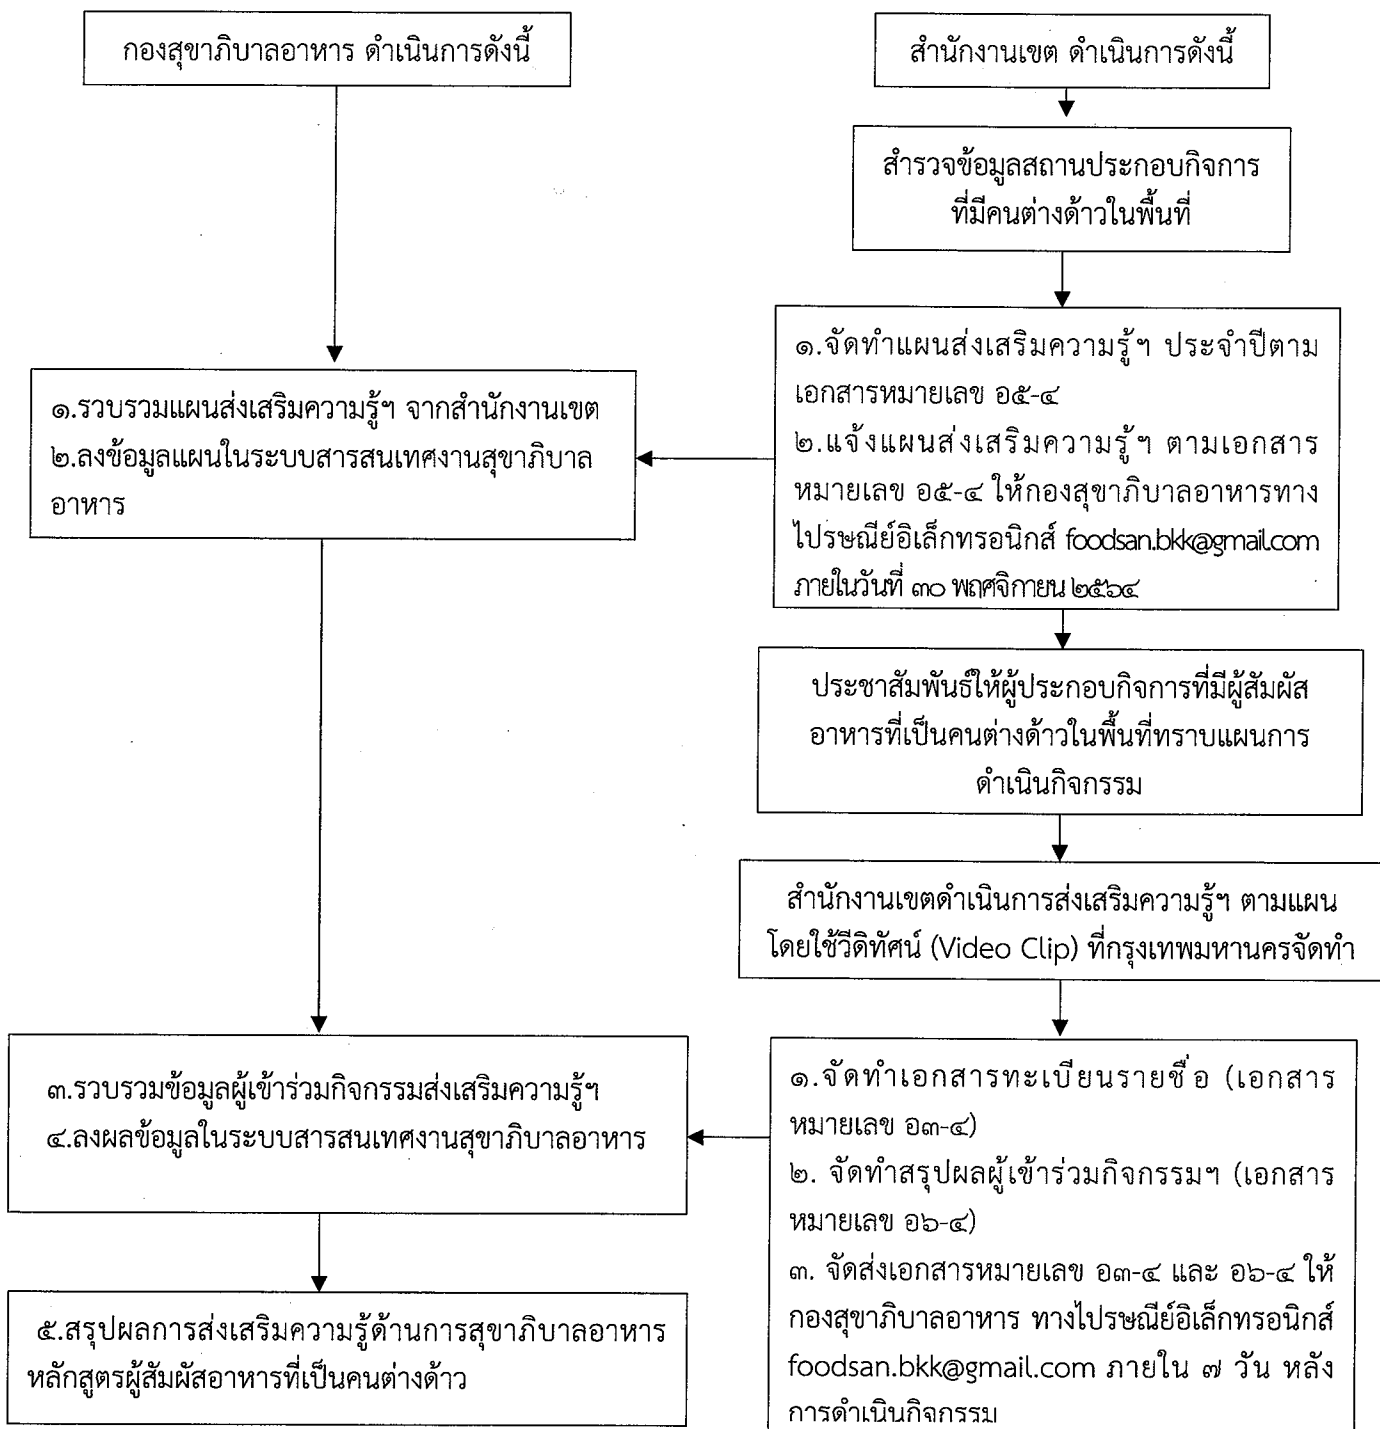 กองสุขาภิบาลอาหาร ดำเนินการดังนี้
สำนักงานเขต ดำเนินการดังนี้
สำรวจข้อมูลสถานประกอบกิจการ
ที่มีคนต่างด้าวในพื้นที่
๑.จัดทำแผนส่งเสริมความรู้ฯ ประจำปีตาม
เอกสารหมายเลข อ๕-๔
๒.แจ้งแผนส่งเสริมความรู้ฯ ตามเอกสาร
หมายเลข อ๕-๔ ให้กองสุขาภิบาลอาหารทาง
ไปรษณีย์อิเล็กทรอนิกส์ foodsan.bkk@gmail.com
ภายในวันที่ ๓๐ พฤศจิกายน ๒๕๖๔
๑.รวบรวมแผนส่งเสริมความรู้ฯ จากสำนักงานเขต
๒.ลงข้อมูลแผนในระบบสารสนเทศงานสุขาภิบาล
อาหาร
ประชาสัมพันธ์ให้ผู้ประกอบกิจการที่มีผู้สัมผัส
อาหารที่เป็นคนต่างด้าวในพื้นที่ทราบแผนการ
ดำเนินกิจกรรม
สำนักงานเขตดำเนินการส่งเสริมความรู้ฯ ตามแผน
โดยใช้วีดิทัศน์ (Video Clip) ที่กรุงเทพมหานครจัดทำ
๑.จัดทำเอกสารทะเบียนรายชื่อ (เอกสาร
หมายเลข อ๓-๔)
๒. จัดทำสรุปผลผู้เข้าร่วมกิจกรรมฯ (เอกสาร
หมายเลข อ๖-๔)
๓. จัดส่งเอกสารหมายเลข อ๓-๔ และ อ๖-๔ ให้
กองสุขาภิบาลอาหาร ทางไปรษณีย์อิเล็กทรอนิกส์
foodsan.bkk@gmail.com ภายใน ๗ วัน หลัง
การดำเนินกิจกรรม
๓.รวบรวมข้อมูลผู้เข้าร่วมกิจกรรมส่งเสริมความรู้ฯ
๔.ลงผลข้อมูลในระบบสารสนเทศงานสุขาภิบาลอาหาร
๕.สรุปผลการส่งเสริมความรู้ด้านการสุขาภิบาลอาหาร
หลักสูตรผู้สัมผัสอาหารที่เป็นคนต่างด้าว